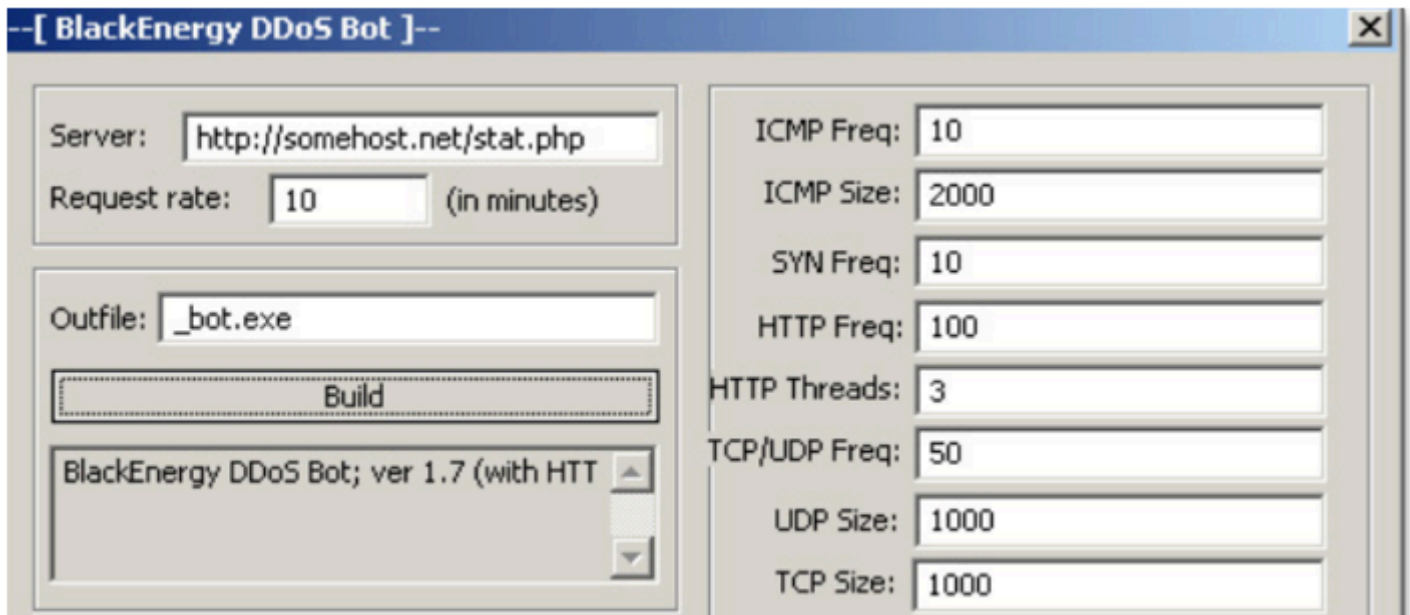 --[ BlackEnergy DDoS Bot ]--
Server: http://somehost.net/stat.php
Request rate: 10 (in minutes)
Outfile: _bot.exe
Build
BlackEnergy DDoS Bot; ver 1.7 (with HTT
ICMP Freq: 10
ICMP Size: 2000
SYN Freq: 10
HTTP Freq: 100
HTTP Threads: 3
TCP/UDP Freq: 50
UDP Size: 1000
TCP Size: 1000